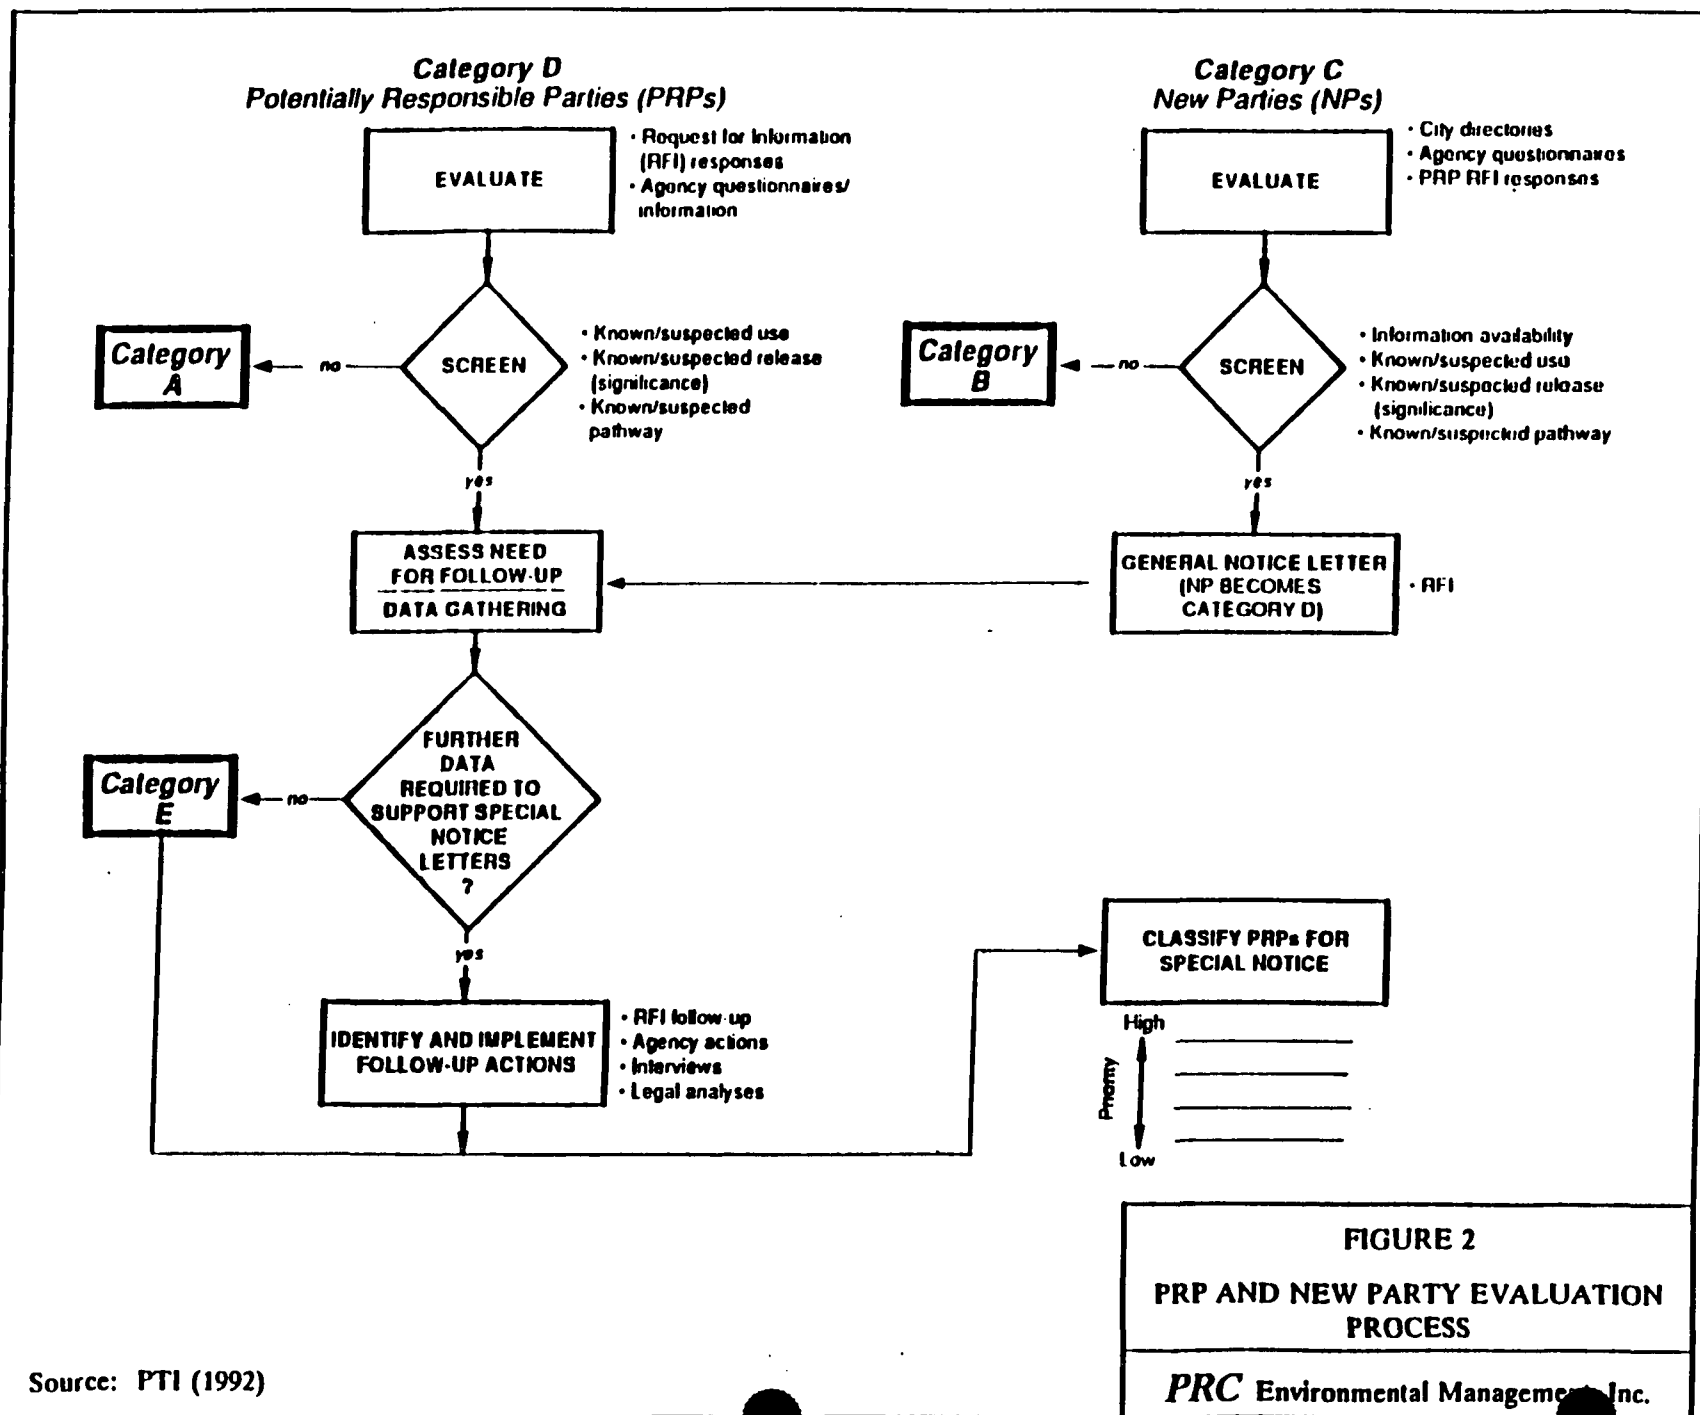 Category D
Potentially Responsible Parties (PRPs)
EVALUATE
• Request for Information
(RFI) responses
• Agency questionnaires/
information
Category C
New Parties (NPs)
EVALUATE
• City directories
• Agency questionnaires
• PRP RFI responses
Category
A
no
SCREEN
• Known/suspected use
• Known/suspected release
(significance)
• Known/suspected
pathway
yes
Category
B
no
SCREEN
• Information availability
• Known/suspected use
• Known/suspected release
(significance)
• Known/suspected pathway
yes
ASSESS NEED
FOR FOLLOW-UP
DATA GATHERING
GENERAL NOTICE LETTER
(NP BECOMES
CATEGORY D)
• RFI
Category
E
no
FURTHER
DATA
REQUIRED TO
SUPPORT SPECIAL
NOTICE
LETTERS
?
yes
IDENTIFY AND IMPLEMENT
FOLLOW-UP ACTIONS
• RFI follow-up
• Agency actions
• Interviews
• Legal analyses
CLASSIFY PRPs FOR
SPECIAL NOTICE
High
Priority
Low
FIGURE 2
PRP AND NEW PARTY EVALUATION
PROCESS
PRC Environmental Management, Inc.
Source: PTI (1992)